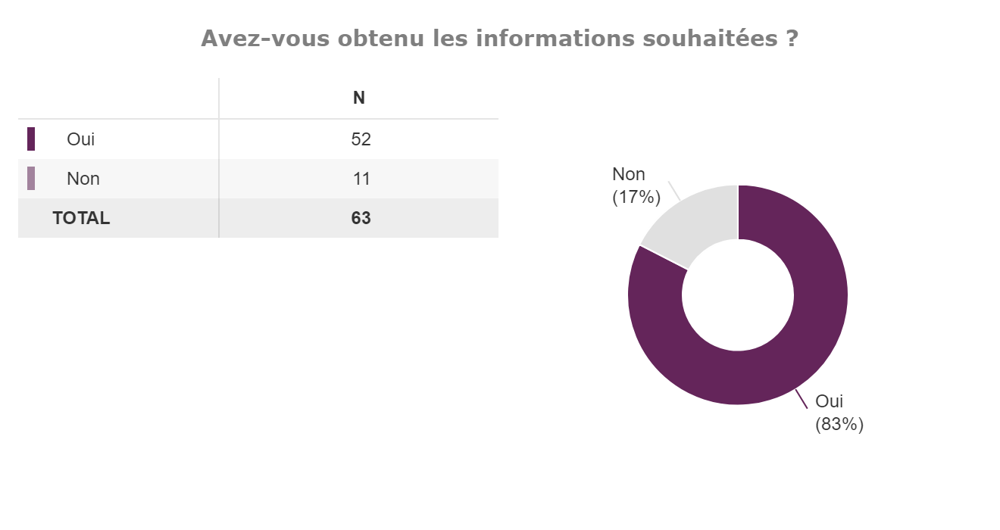 Avez-vous obtenu les informations souhaitées ?
N
Oui 52
Non 11
TOTAL 63
Non
(17%)
Oui
(83%)